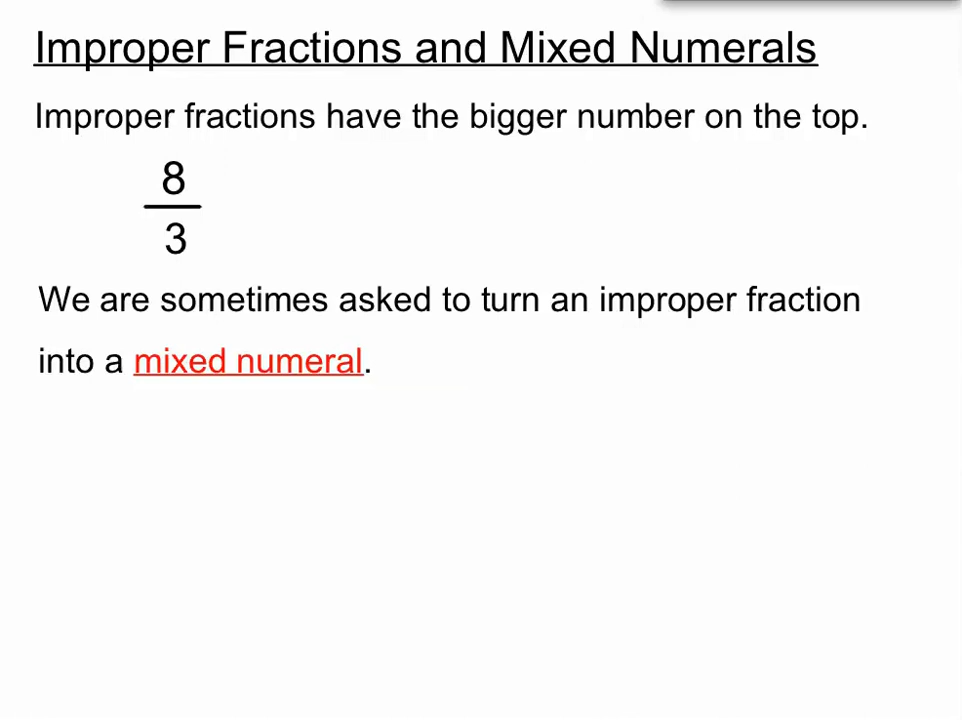 Improper Fractions and Mixed Numerals
Improper fractions have the bigger number on the top.
8
3
We are sometimes asked to turn an improper fraction
into a mixed numeral.